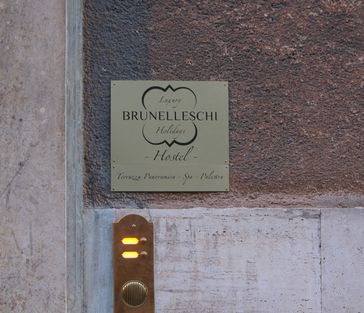 Luxury
BRUNELLESCHI
Holidays
- Hostel -
Terrazza Panoramica - Spa - Palestra